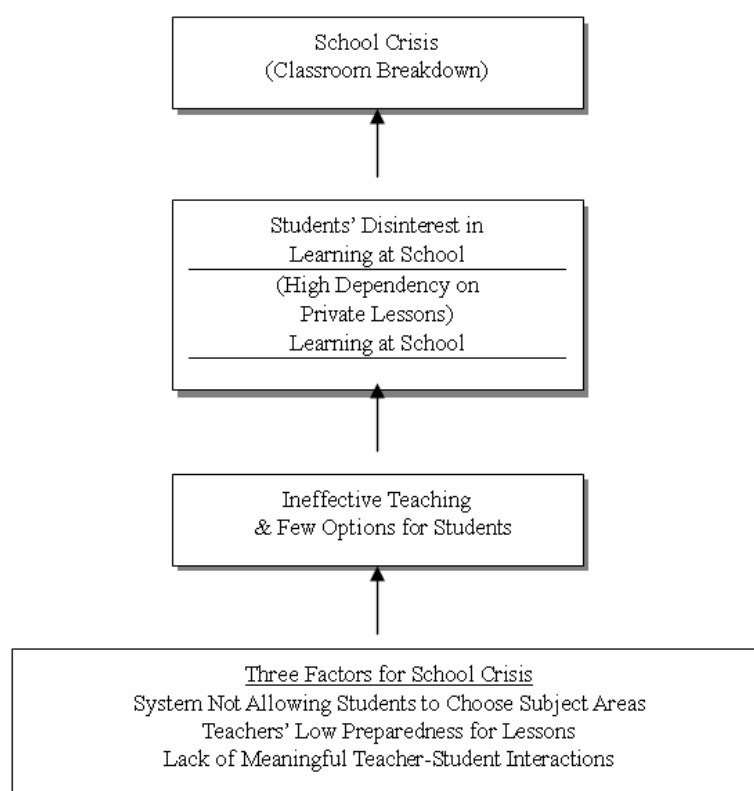 School Crisis
(Classroom Breakdown)
Students’ Disinterest in
Learning at School
(High Dependency on
Private Lessons)
Learning at School
Ineffective Teaching
& Few Options for Students
Three Factors for School Crisis
System Not Allowing Students to Choose Subject Areas
Teachers’ Low Preparedness for Lessons
Lack of Meaningful Teacher-Student Interactions